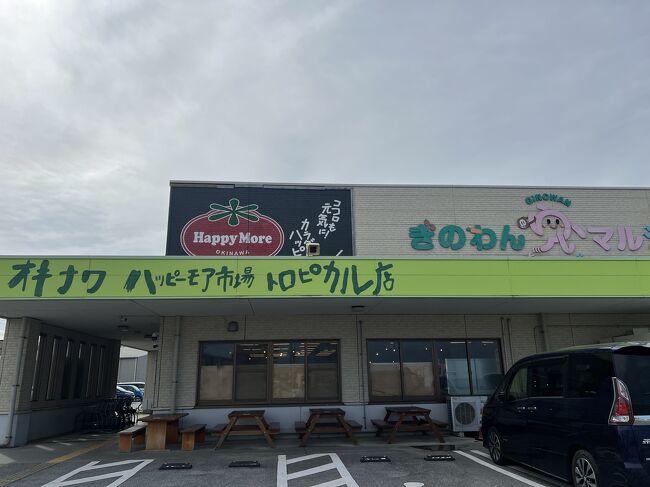 Happy More
OKINAWA
ココロも
元気に!
カラダも
ハッピ
GINOWAN
ぎのわん
ハマル
オキナワ ハッピーモア市場 トロピカル店